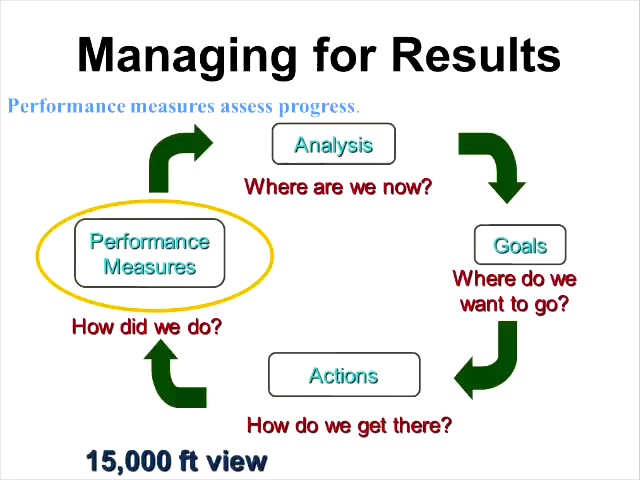 Managing for Results
Performance measures assess progress.
Analysis
Where are we now?
Performance
Measures
How did we do?
Goals
Where do we
want to go?
Actions
How do we get there?
15,000 ft view